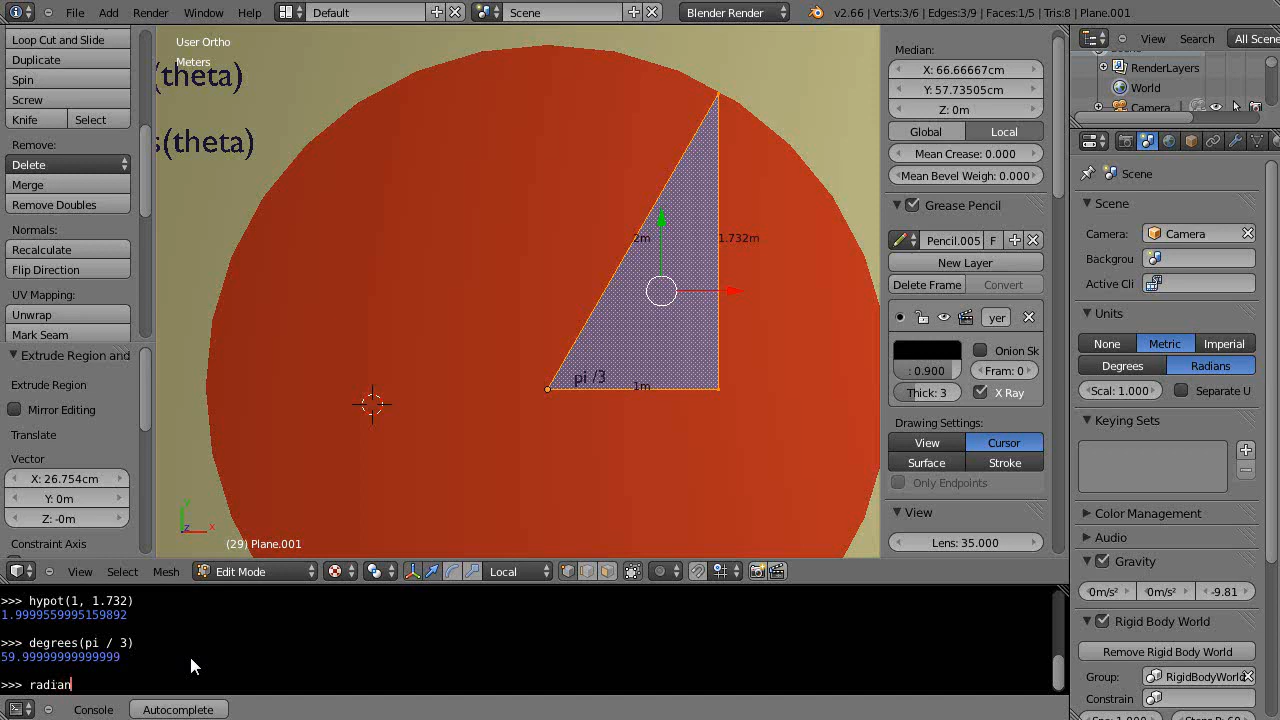 File Add Render Window Help Default Scene Blender Render v2.66 | Verts:3/6 | Edges:3/9 | Faces:1/5 | Tris:8 | Plane.001
Loop Cut and Slide
Duplicate
Spin
Screw
Knife Select
Remove:
Delete
Merge
Remove Doubles
Normals:
Recalculate
Flip Direction
UV Mapping:
Unwrap
Mark Seam
Extrude Region and
Extrude Region
Mirror Editing
Translate
Vector
X: 26.754cm
Y: 0m
Z: -0m
Constraint Axis
User Ortho
Meters
(theta)
s(theta)
2m
1.732m
pi /3
1m
y
z x
(29) Plane.001
Median:
X: 66.66667cm
Y: 57.73505cm
Z: 0m
Global Local
Mean Crease: 0.000
Mean Bevel Weigh: 0.000
Grease Pencil
Pencil.005 F
New Layer
Delete Frame Convert
yer
Onion Sk
: 0.900 Fram: 0
Thick: 3 X Ray
Drawing Settings:
View Cursor
Surface Stroke
Only Endpoints
View
Lens: 35.000
View Search All Scene
RenderLayers
World
Camera
Scene
Scene
Camera: Camera
Backgrou
Active Cli
Units
None Metric Imperial
Degrees Radians
Scal: 1.000 Separate U
Keying Sets
Color Management
Audio
Gravity
0m/s² 0m/s² -9.81
Rigid Body World
Remove Rigid Body World
Group: RigidBodyWorld
Constrain
View Select Mesh Edit Mode Local
>>> hypot(1, 1.732)
1.9999559995159892
>>> degrees(pi / 3)
59.99999999999999
>>> radian
Console Autocomplete